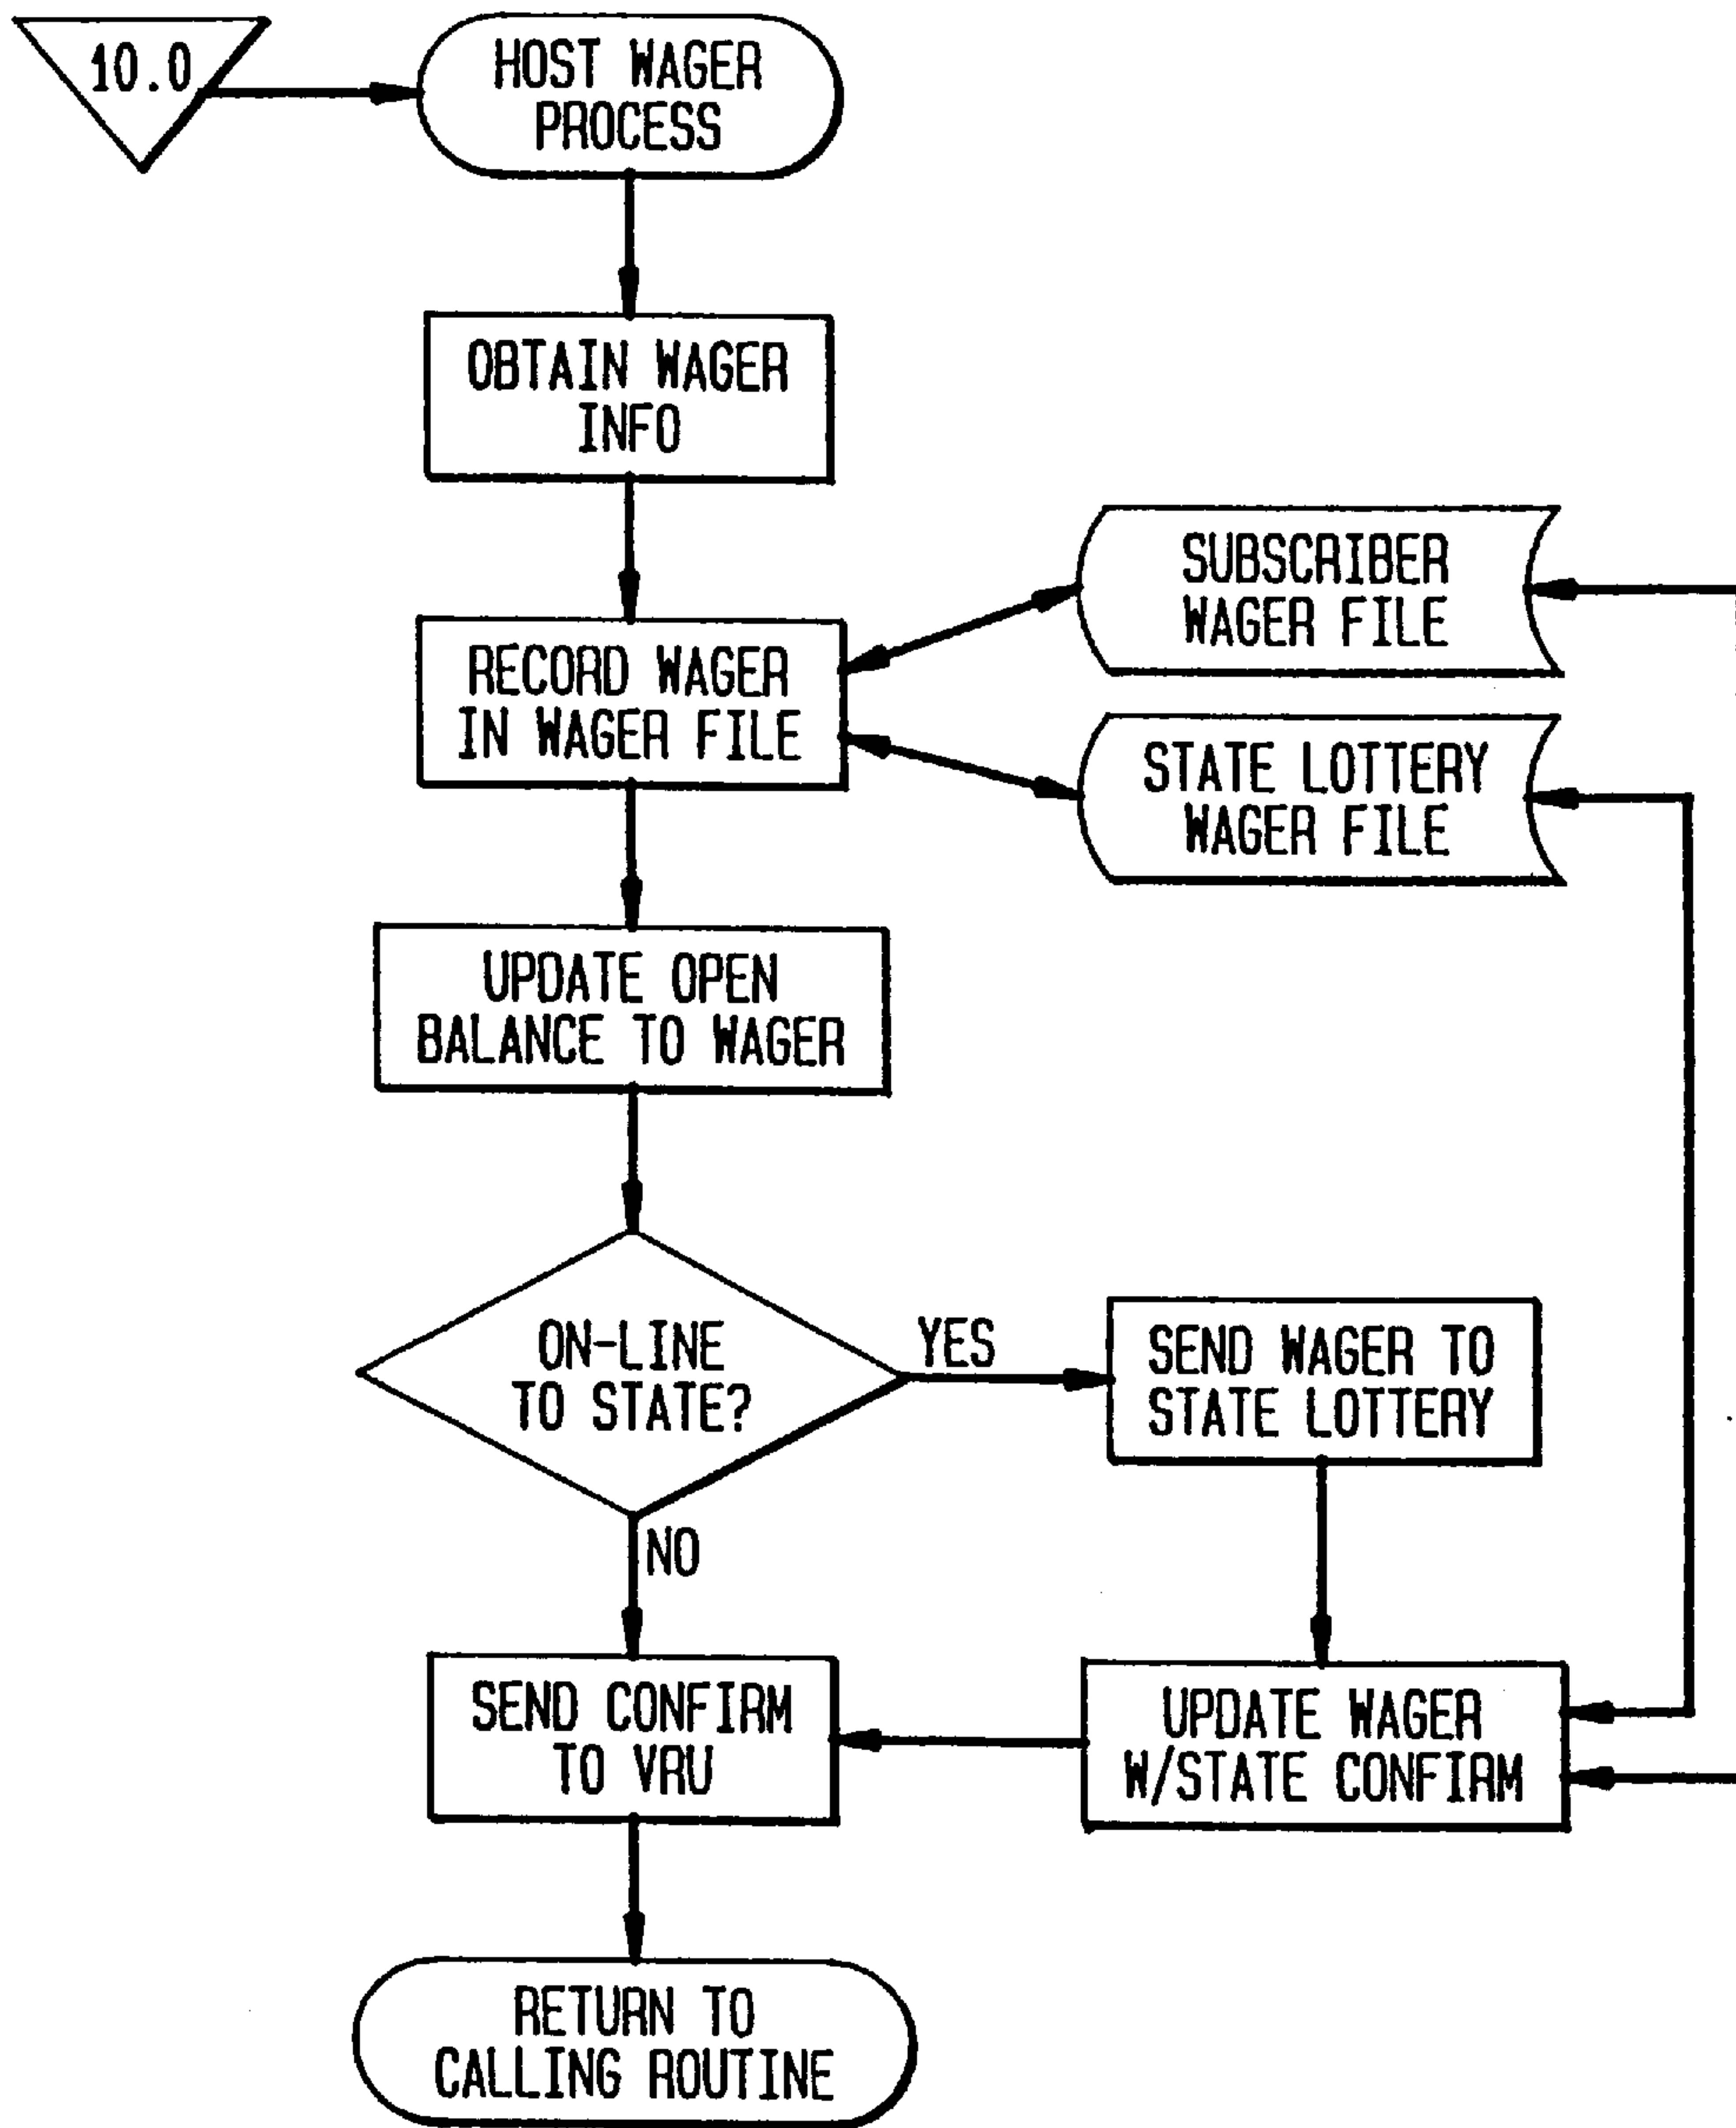 10.0
HOST WAGER
PROCESS
OBTAIN WAGER
INFO
SUBSCRIBER
WAGER FILE
RECORD WAGER
IN WAGER FILE
STATE LOTTERY
WAGER FILE
UPDATE OPEN
BALANCE TO WAGER
ON-LINE
TO STATE?
YES
SEND WAGER TO
STATE LOTTERY
NO
SEND CONFIRM
TO VRU
UPDATE WAGER
W/STATE CONFIRM
RETURN TO
CALLING ROUTINE